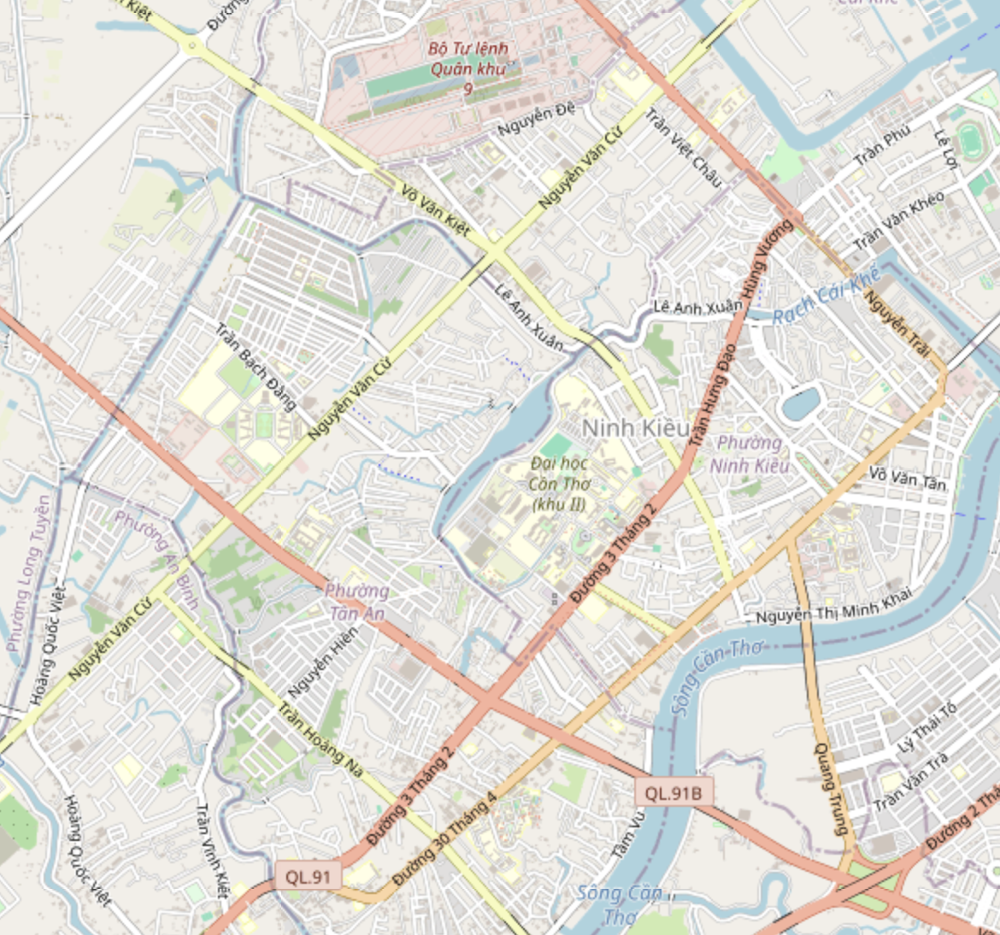 Kiệt
Đường
Cái Khế
Bộ Tư lệnh
Quân khu
9
Nguyễn Đệ
Trần Việt Châu
Trần Phú
Lê Lợi
Nguyễn Văn Cừ
Võ Văn Kiệt
Trần Văn Khéo
Hùng Vương
Lê Anh Xuân
Lê Anh Xuân
Rạch Cái Khế
Nguyễn Trãi
Trần Bạch Đằng
Nguyễn Văn Cừ
Trần Hưng Đạo
Ninh Kiều
Phường
Ninh Kiều
Đại học
Cần Thơ
(khu II)
Võ Văn Tần
Đường 3 Tháng 2
Phường Long Tuyền
Phường An Bình
Phường
Tân An
Nguyễn Thị Minh Khai
Hoàng Quốc Việt
Nguyễn Văn Cừ
Nguyễn Hiền
Sông Cần Thơ
Trần Hoàng Na
Lý Thái Tổ
Quang Trung
Trần Văn Trà
Đường 3 Tháng 2
QL.91B
Đường 30 Tháng 4
Hoàng Quốc Việt
Trần Vĩnh Kiết
Tầm Vu
Đường 2 Thá
QL.91
Sông Cần
Thơ